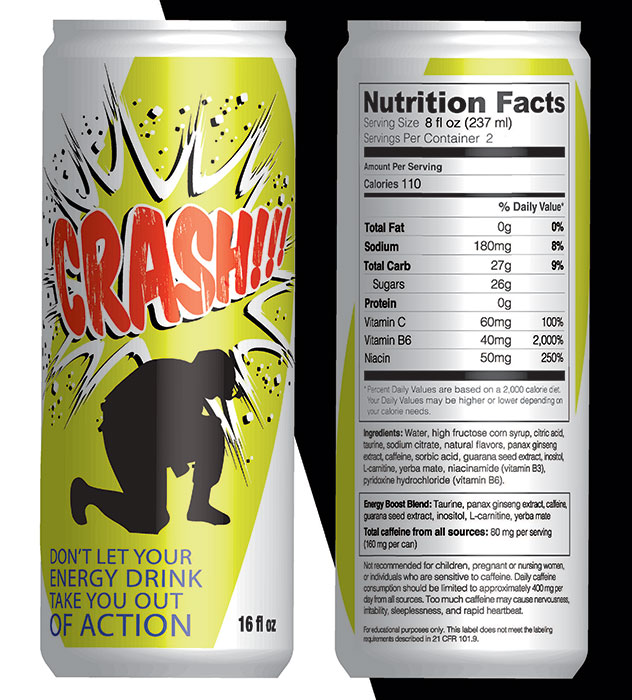 CRASH!!!
DON'T LET YOUR
ENERGY DRINK
TAKE YOU OUT
OF ACTION
16 fl oz
Nutrition Facts
Serving Size 8 fl oz (237 ml)
Servings Per Container 2
Amount Per Serving
Calories 110
% Daily Value*
Total Fat 0g 0%
Sodium 180mg 8%
Total Carb 27g 9%
Sugars 26g
Protein 0g
Vitamin C 60mg 100%
Vitamin B6 40mg 2,000%
Niacin 50mg 250%
*Percent Daily Values are based on a 2,000 calorie diet.
Your Daily Values may be higher or lower depending on
your calorie needs.
Ingredients: Water, high fructose corn syrup, citric acid,
taurine, sodium citrate, natural flavors, panax ginseng
extract, caffeine, sorbic acid, guarana seed extract, inositol,
L-carnitine, yerba mate, niacinamide (vitamin B3),
pyridoxine hydrochloride (vitamin B6).
Energy Boost Blend: Taurine, panax ginseng extract, caffeine,
guarana seed extract, inositol, L-carnitine, yerba mate
Total caffeine from all sources: 80 mg per serving
(160 mg per can)
Not recommended for children, pregnant or nursing women,
or individuals who are sensitive to caffeine. Daily caffeine
consumption should be limited to approximately 400 mg per
day from all sources. Too much caffeine may cause nervousness,
irritability, sleeplessness, and rapid heartbeat.
For educational purposes only. This label does not meet the labeling
requirements described in 21 CFR 101.9.